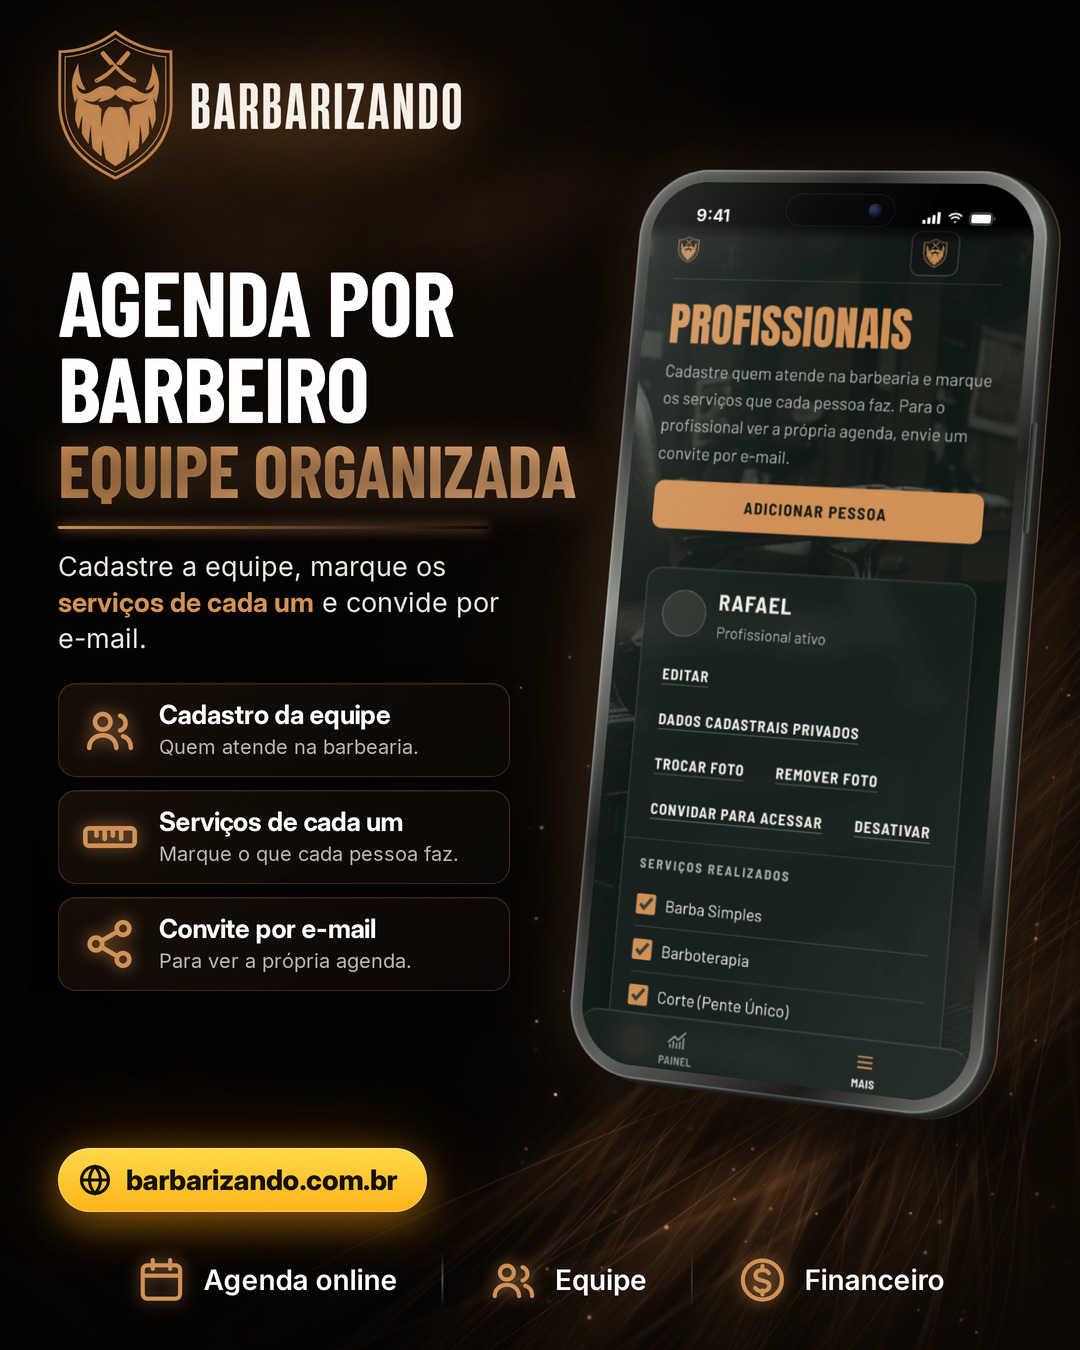 BARBARIZANDO
AGENDA POR
BARBEIRO
EQUIPE ORGANIZADA
Cadastre a equipe, marque os
serviços de cada um e convide por
e-mail.
Cadastro da equipe
Quem atende na barbearia.
Serviços de cada um
Marque o que cada pessoa faz.
Convite por e-mail
Para ver a própria agenda.
9:41
PROFISSIONAIS
Cadastre quem atende na barbearia e marque
os serviços que cada pessoa faz. Para o
profissional ver a própria agenda, envie um
convite por e-mail.
ADICIONAR PESSOA
RAFAEL
Profissional ativo
EDITAR
DADOS CADASTRAIS PRIVADOS
TROCAR FOTO REMOVER FOTO
CONVIDAR PARA ACESSAR DESATIVAR
SERVIÇOS REALIZADOS
Barba Simples
Barboterapia
Corte (Pente Único)
PAINEL MAIS
barbarizando.com.br
Agenda online Equipe Financeiro